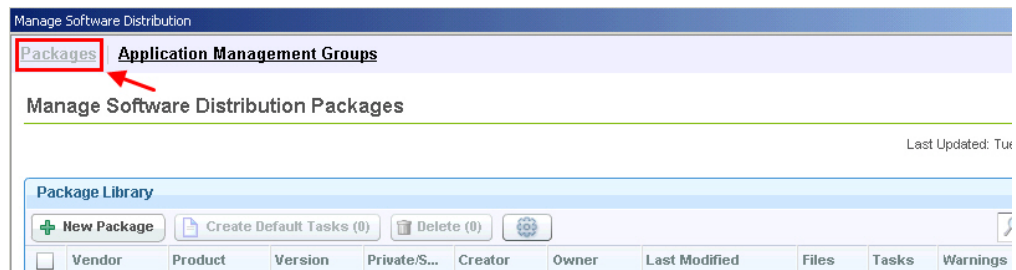 Manage Software Distribution
Packages Application Management Groups
Manage Software Distribution Packages
Last Updated: Tue
Package Library
New Package Create Default Tasks (0) Delete (0)
Vendor Product Version Private/S... Creator Owner Last Modified Files Tasks Warnings